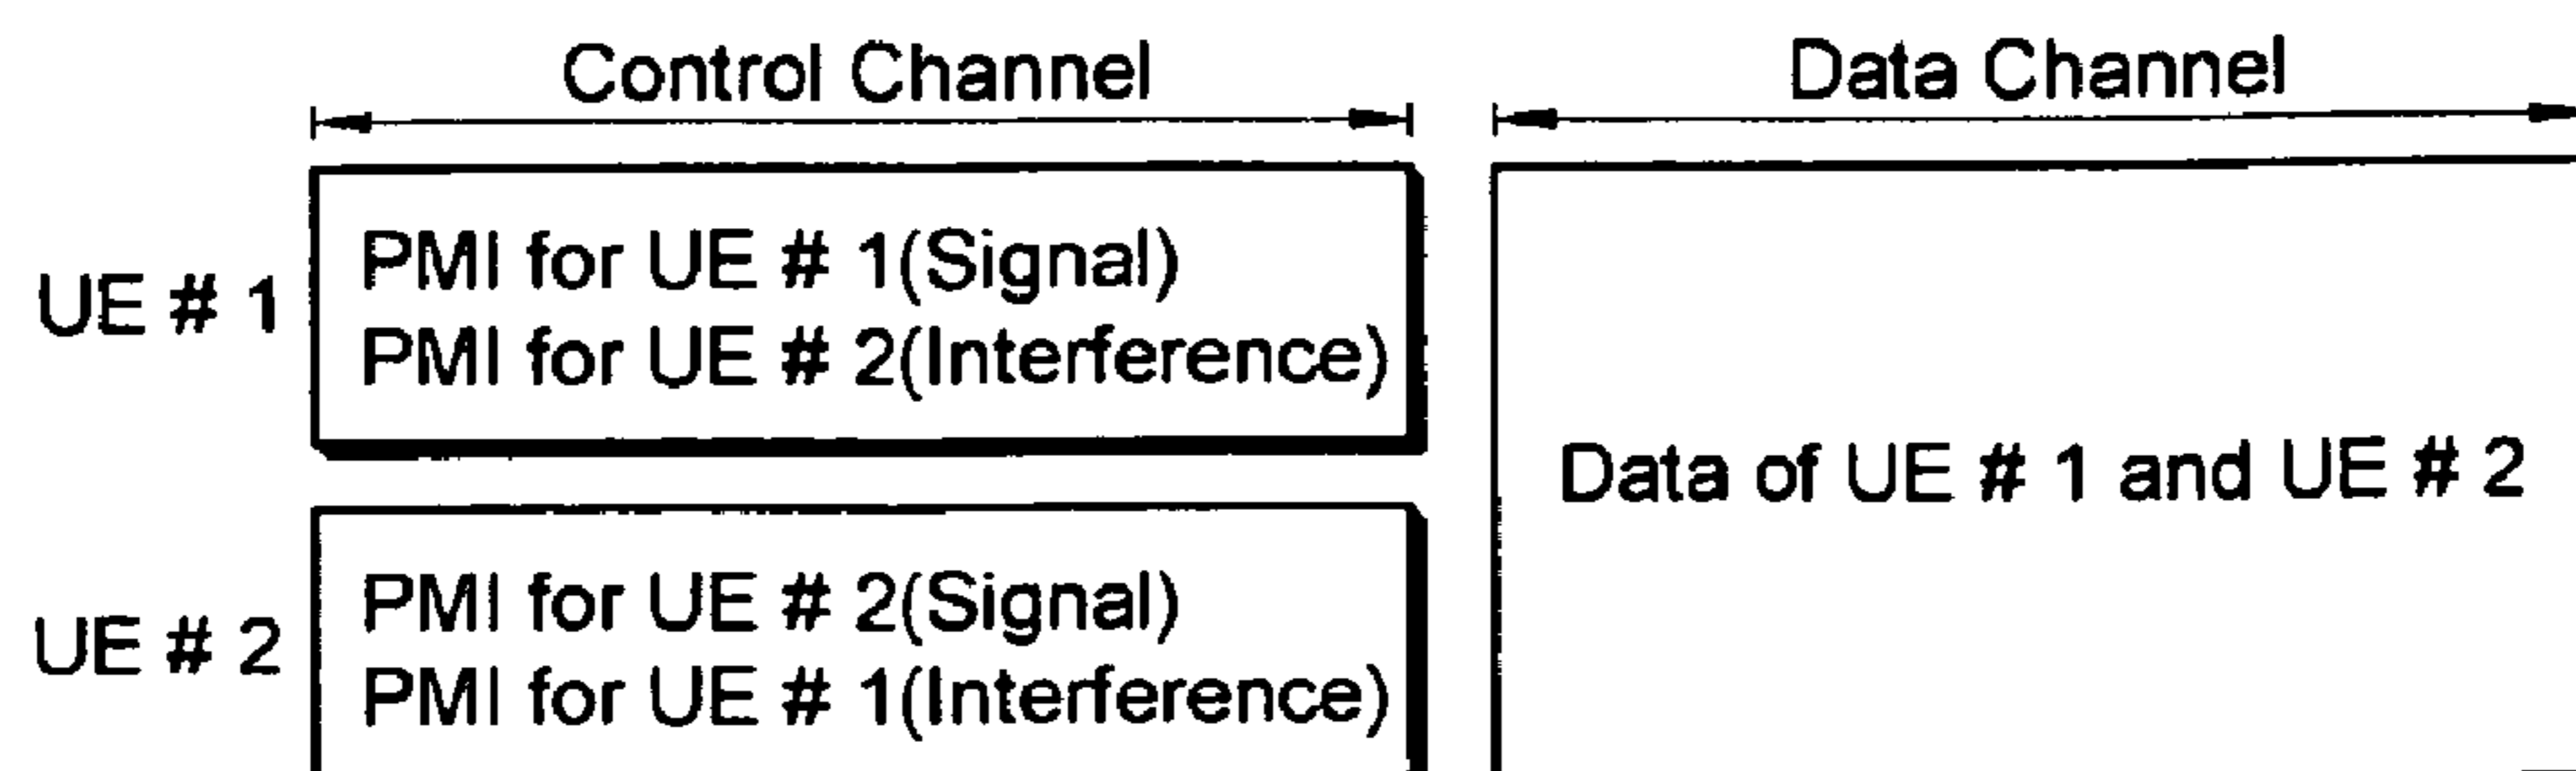 Control Channel
Data Channel
UE # 1
PMI for UE # 1(Signal)
PMI for UE # 2(Interference)
UE # 2
PMI for UE # 2(Signal)
PMI for UE # 1(Interference)
Data of UE # 1 and UE # 2